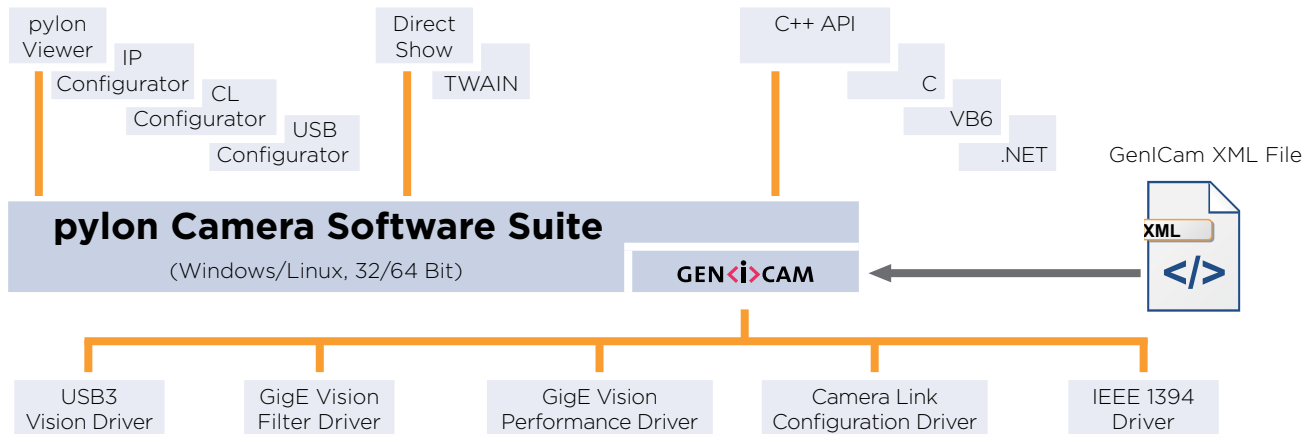 pylon
Viewer
IP
Configurator
CL
Configurator
USB
Configurator
Direct
Show
TWAIN
C++ API
C
VB6
.NET
GenICam XML File
XML
</>
pylon Camera Software Suite
(Windows/Linux, 32/64 Bit)
GEN<i>CAM
USB3
Vision Driver
GigE Vision
Filter Driver
GigE Vision
Performance Driver
Camera Link
Configuration Driver
IEEE 1394
Driver